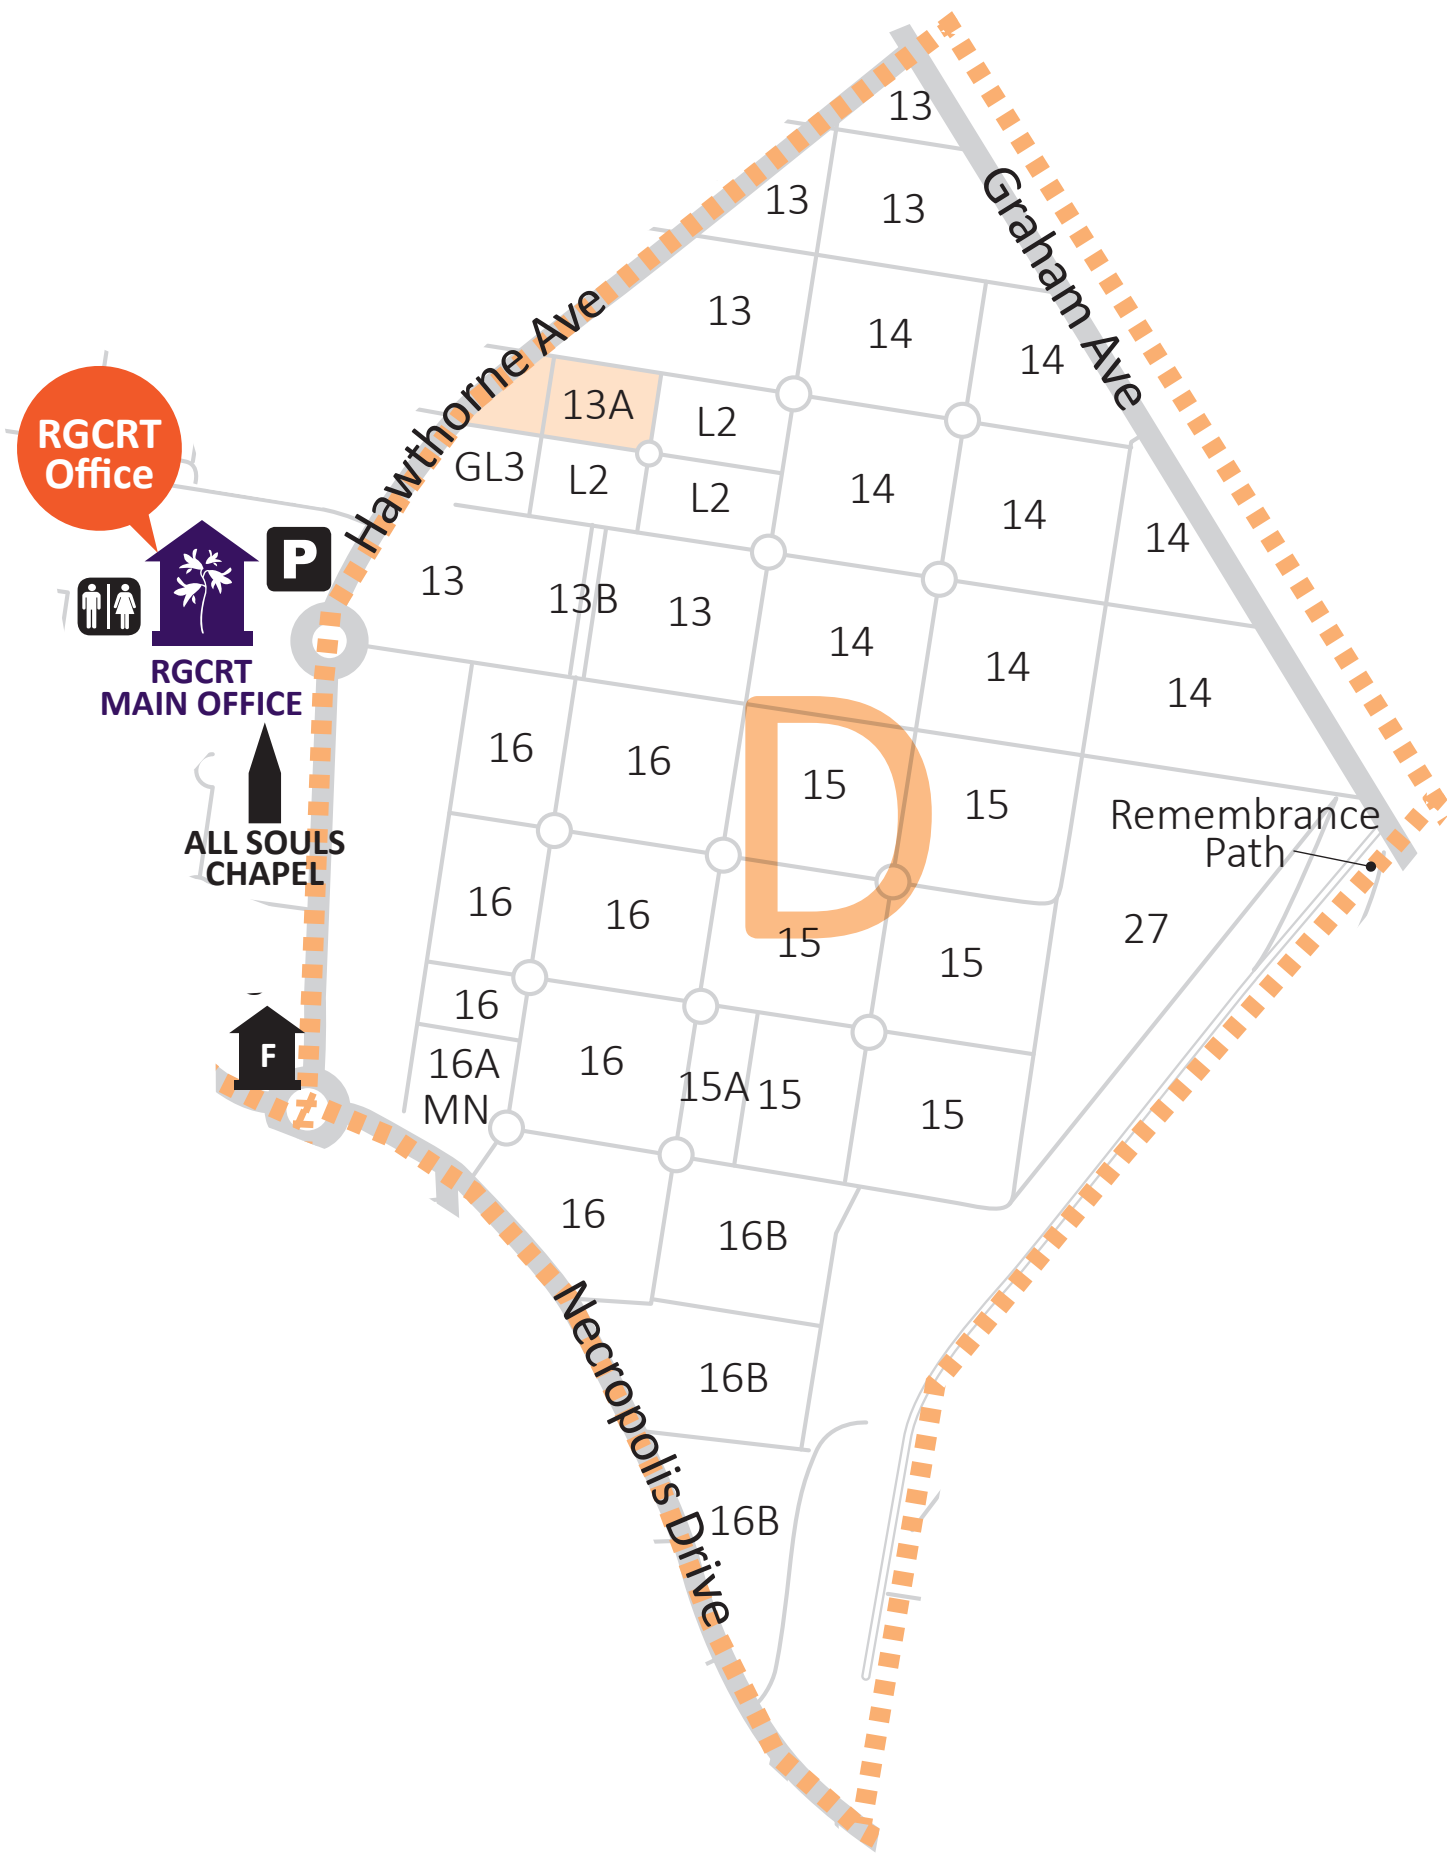 13
13
13
Graham Ave
13
14
14
Hawthorne Ave
13A
L2
RGCRT
Office
GL3
L2
L2
14
14
14
P
13
13B
13
14
14
14
RGCRT
MAIN OFFICE
16
16
D
15
15
Remembrance
Path
ALL SOULS
CHAPEL
16
16
15
15
27
16
F
16A
MN
16
15A
15
15
16
16B
Necropolis Drive
16B
16B